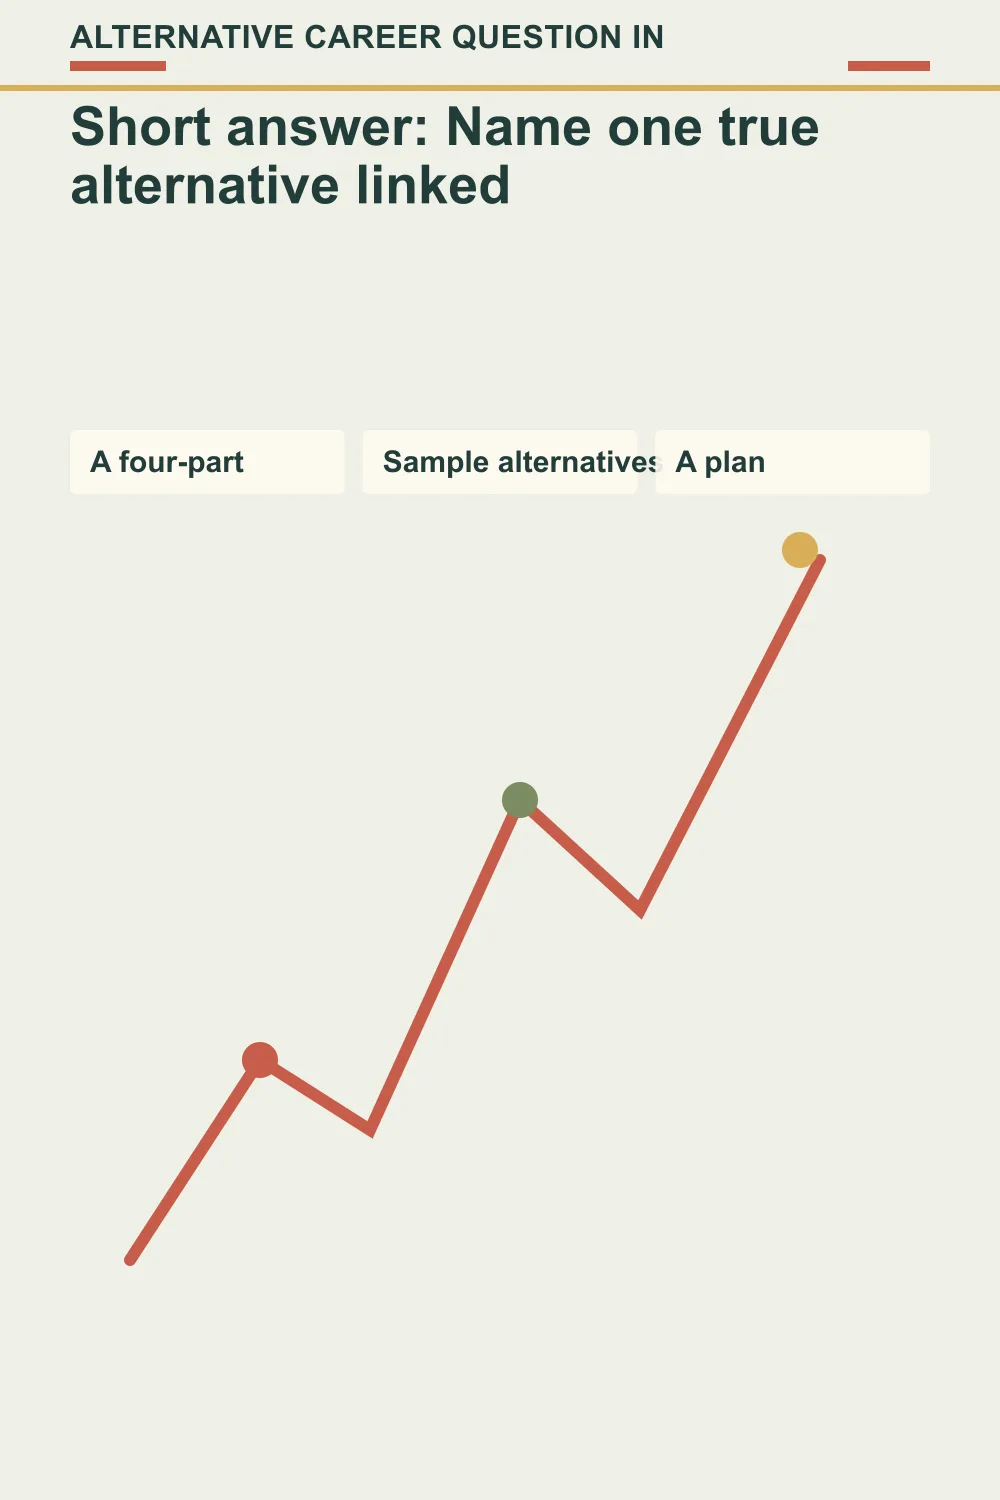 ALTERNATIVE CAREER QUESTION IN
Short answer: Name one true
alternative linked
A four-part
Sample alternatives
A plan